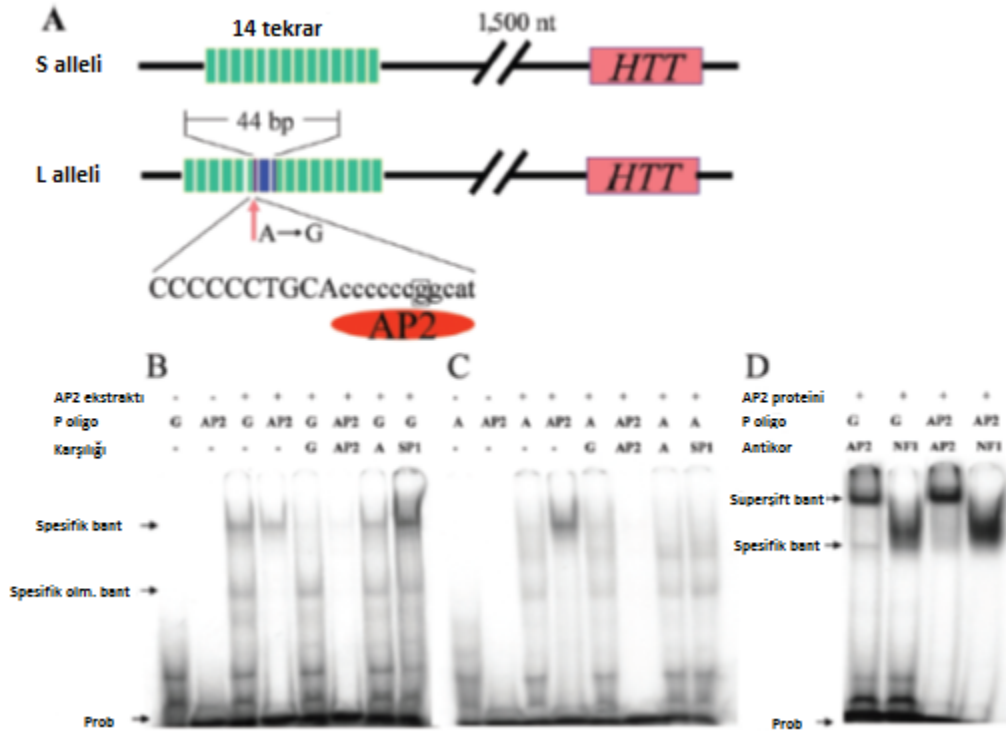 A
14 tekrar
1,500 nt
S alleli
HTT
44 bp
L alleli
HTT
A→G
CCCCCCTGCAccccccggcat
AP2
B
C
D
AP2 ekstraktı - - + + + + + +
- - + + + + + +
AP2 proteini + + + +
P oligo G AP2 G AP2 G AP2 G G
A AP2 A AP2 A AP2 A A
P oligo G G AP2 AP2
Karşılığı - - - - G AP2 A SP1
- - - - G AP2 A SP1
Antikor AP2 NF1 AP2 NF1
Superşift bant
Spesifik bant
Spesifik bant
Spesifik olm. bant
Prob
Prob